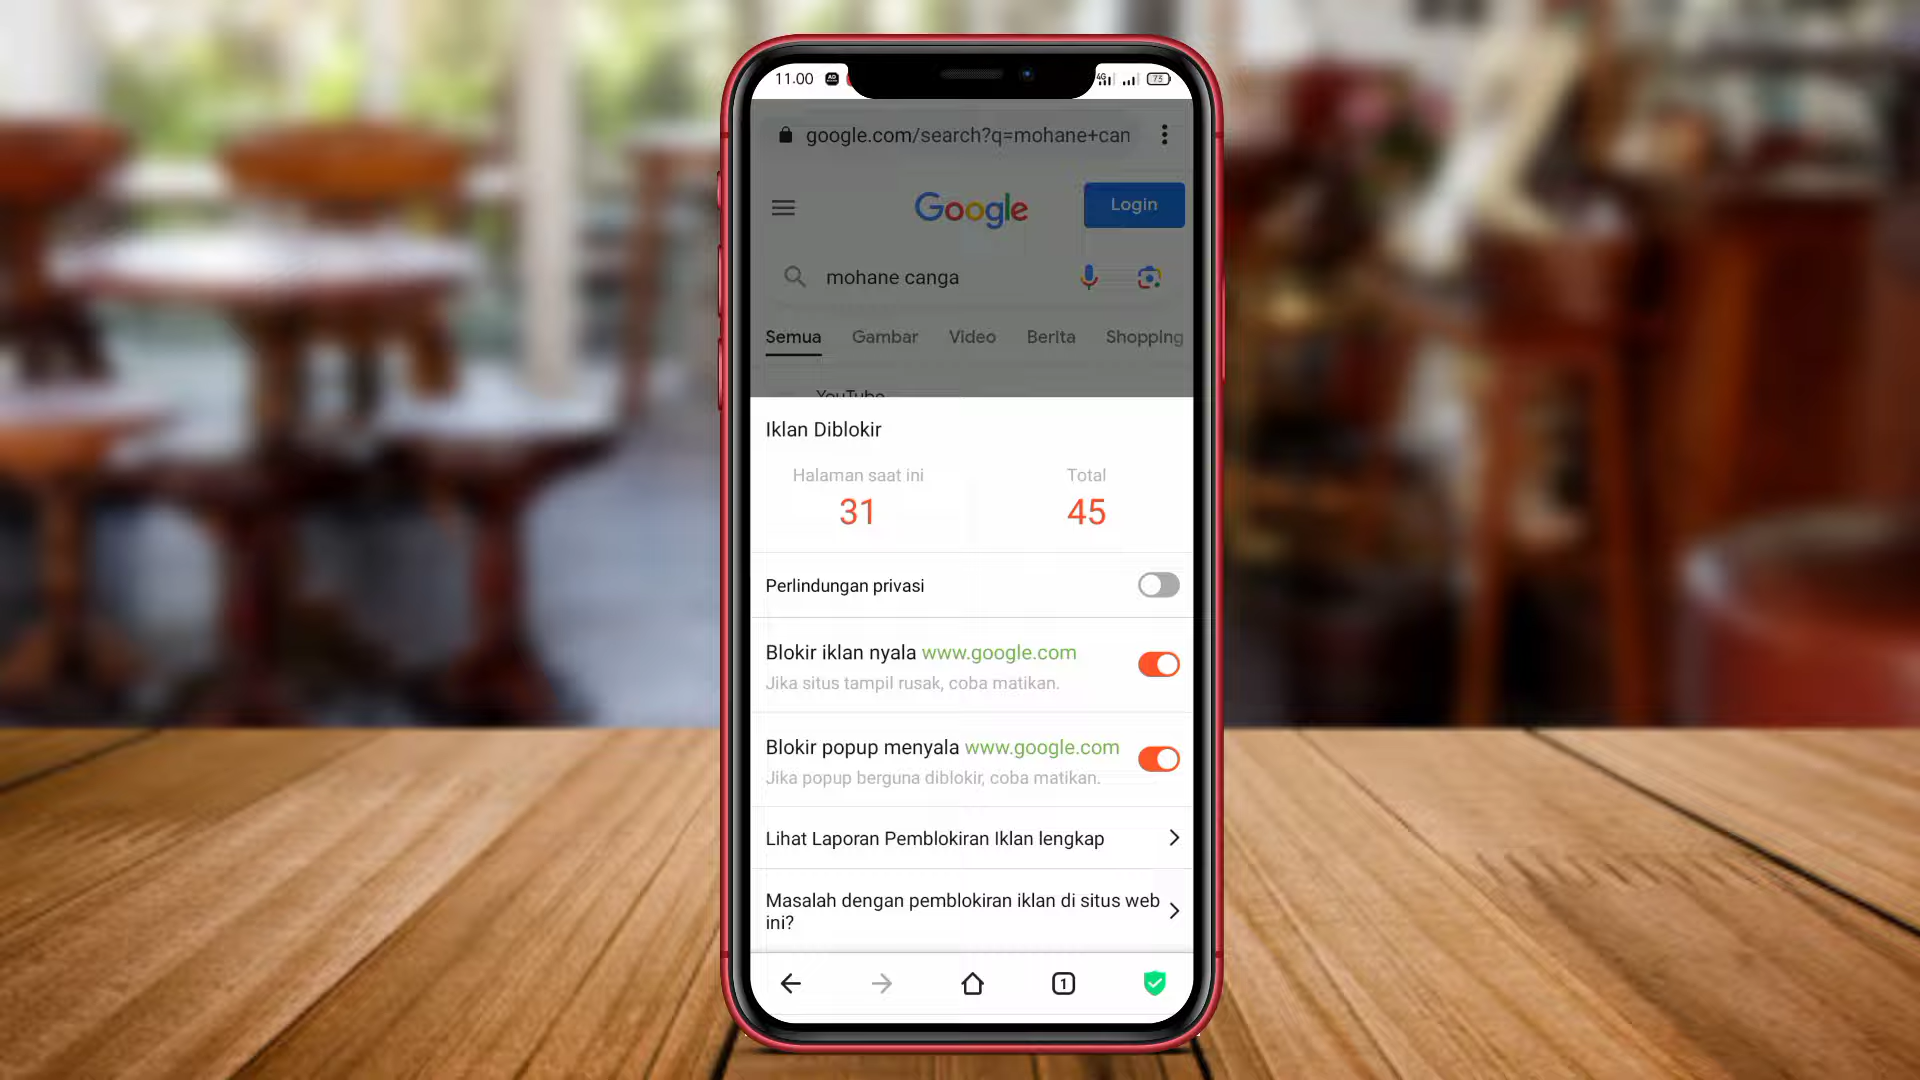 11.00
4G
73
google.com/search?q=mohane+can
Google
Login
mohane canga
Semua Gambar Video Berita Shopping
YouTube
Iklan Diblokir
Halaman saat ini Total
31 45
Perlindungan privasi
Blokir iklan nyala www.google.com
Jika situs tampil rusak, coba matikan.
Blokir popup menyala www.google.com
Jika popup berguna diblokir, coba matikan.
Lihat Laporan Pemblokiran Iklan lengkap
Masalah dengan pemblokiran iklan di situs web
ini?
1